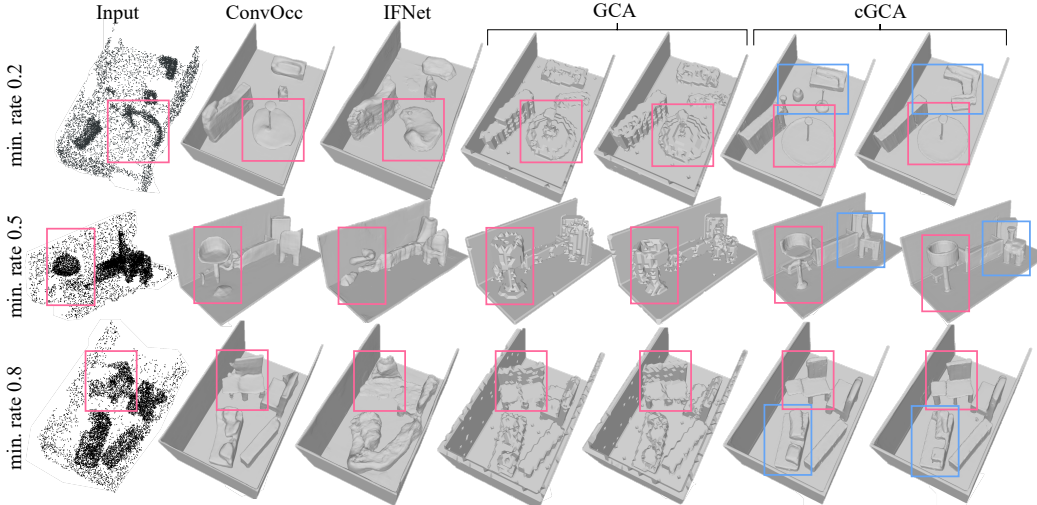 Input ConvOcc IFNet GCA cGCA
min. rate 0.2
min. rate 0.5
min. rate 0.8